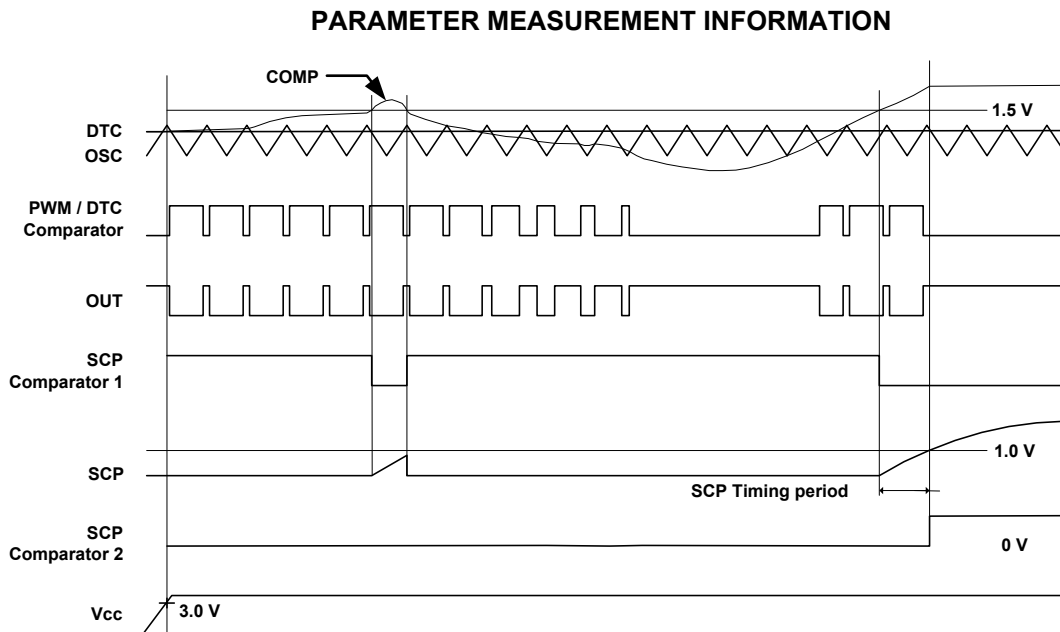 PARAMETER MEASUREMENT INFORMATION
COMP
1.5 V
DTC
OSC
PWM / DTC
Comparator
OUT
SCP
Comparator 1
1.0 V
SCP
SCP Timing period
SCP
Comparator 2
0 V
Vcc
3.0 V